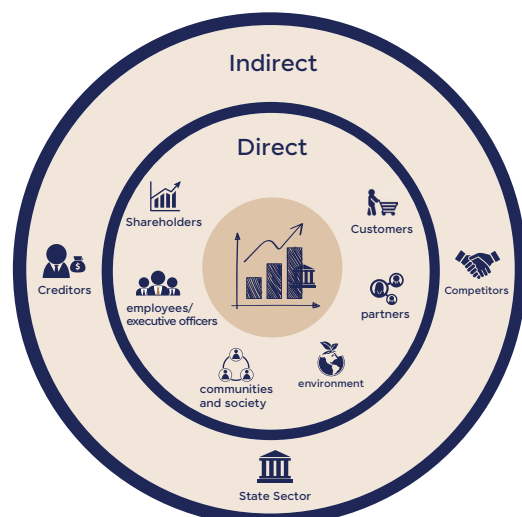 Indirect
Direct
Shareholders
Customers
Creditors
employees/
executive officers
partners
Competitors
communities
and society
environment
State Sector
$